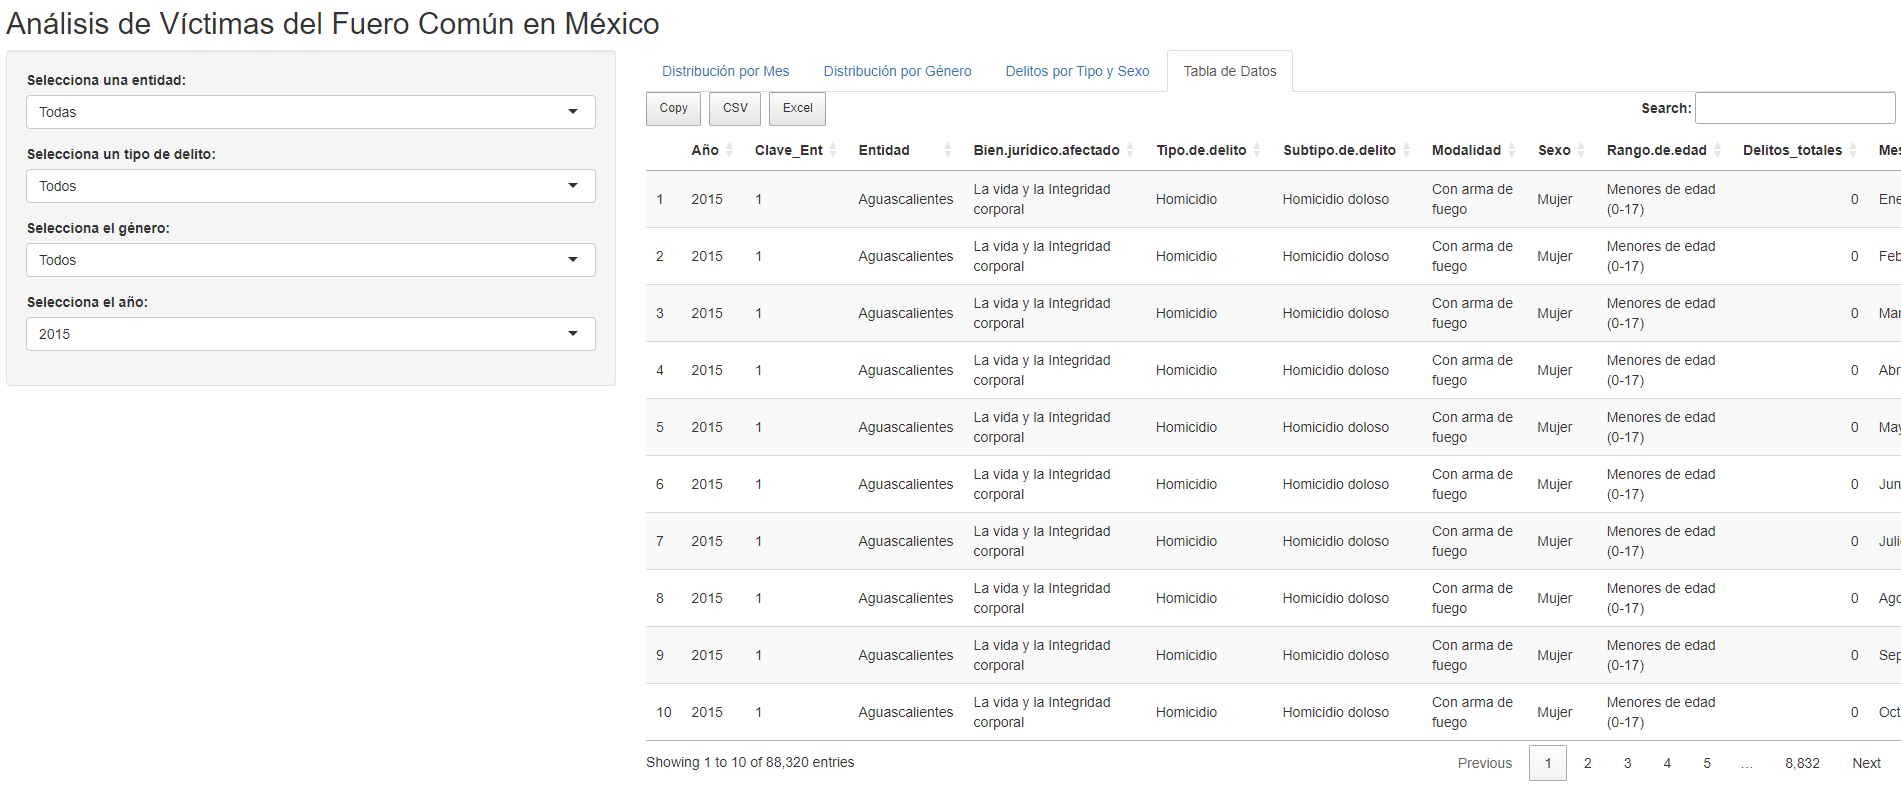 Análisis de Víctimas del Fuero Común en México
Selecciona una entidad:
Todas
Selecciona un tipo de delito:
Todos
Selecciona el género:
Todos
Selecciona el año:
2015
Distribución por Mes Distribución por Género Delitos por Tipo y Sexo Tabla de Datos
Copy CSV Excel Search:
Año Clave_Ent Entidad Bien.jurídico.afectado Tipo.de.delito Subtipo.de.delito Modalidad Sexo Rango.de.edad Delitos_totales Mes
1 2015 1 Aguascalientes La vida y la Integridad corporal Homicidio Homicidio doloso Con arma de fuego Mujer Menores de edad (0-17) 0 Ene
2 2015 1 Aguascalientes La vida y la Integridad corporal Homicidio Homicidio doloso Con arma de fuego Mujer Menores de edad (0-17) 0 Feb
3 2015 1 Aguascalientes La vida y la Integridad corporal Homicidio Homicidio doloso Con arma de fuego Mujer Menores de edad (0-17) 0 Mar
4 2015 1 Aguascalientes La vida y la Integridad corporal Homicidio Homicidio doloso Con arma de fuego Mujer Menores de edad (0-17) 0 Abr
5 2015 1 Aguascalientes La vida y la Integridad corporal Homicidio Homicidio doloso Con arma de fuego Mujer Menores de edad (0-17) 0 May
6 2015 1 Aguascalientes La vida y la Integridad corporal Homicidio Homicidio doloso Con arma de fuego Mujer Menores de edad (0-17) 0 Jun
7 2015 1 Aguascalientes La vida y la Integridad corporal Homicidio Homicidio doloso Con arma de fuego Mujer Menores de edad (0-17) 0 Juli
8 2015 1 Aguascalientes La vida y la Integridad corporal Homicidio Homicidio doloso Con arma de fuego Mujer Menores de edad (0-17) 0 Ago
9 2015 1 Aguascalientes La vida y la Integridad corporal Homicidio Homicidio doloso Con arma de fuego Mujer Menores de edad (0-17) 0 Sep
10 2015 1 Aguascalientes La vida y la Integridad corporal Homicidio Homicidio doloso Con arma de fuego Mujer Menores de edad (0-17) 0 Oct
Showing 1 to 10 of 88,320 entries Previous 1 2 3 4 5 … 8,832 Next